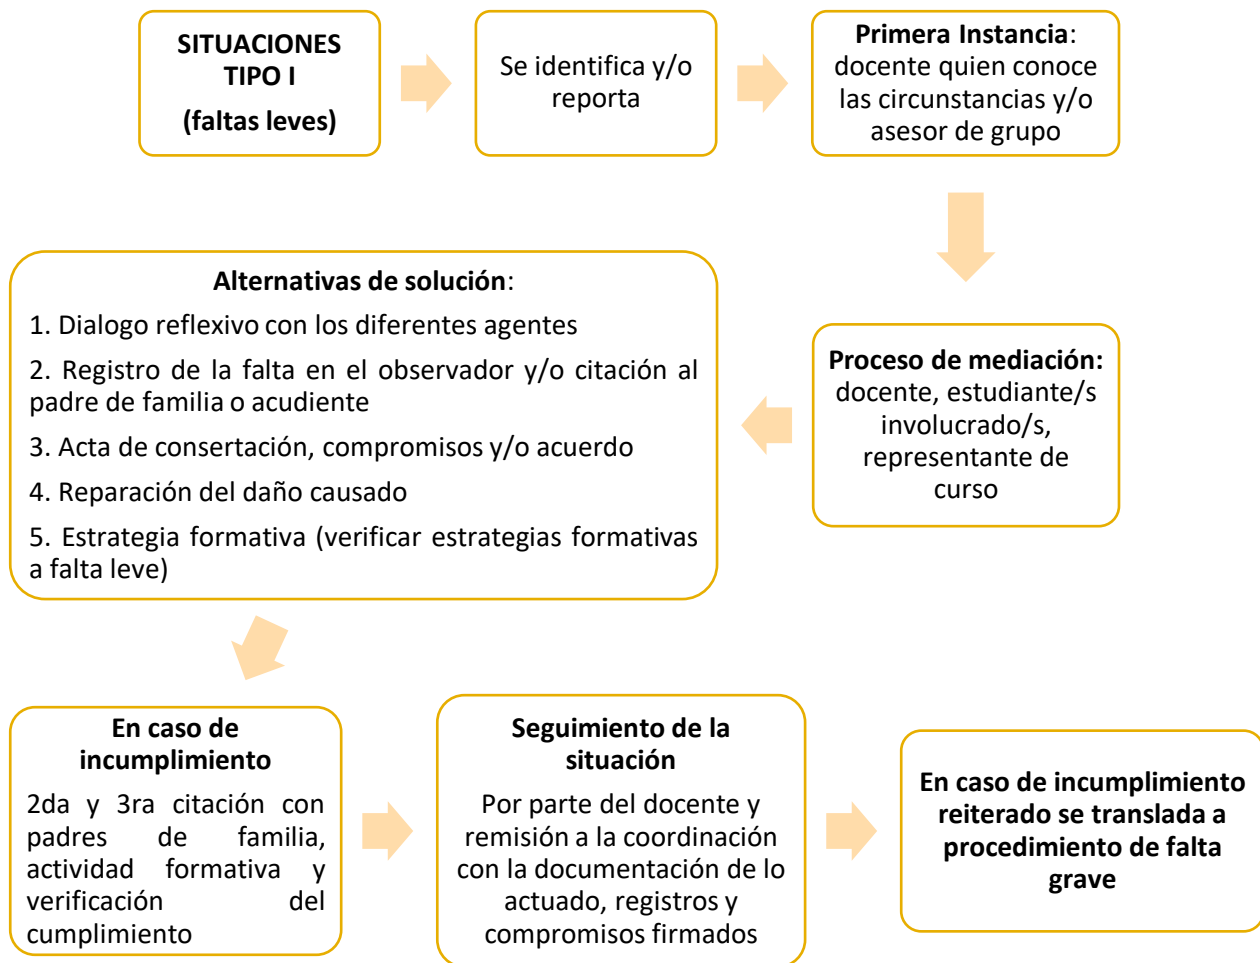 SITUACIONES
TIPO I
(faltas leves)
Se identifica y/o
reporta
Primera Instancia:
docente quien conoce
las circunstancias y/o
asesor de grupo
Proceso de mediación:
docente, estudiante/s
involucrado/s,
representante de
curso
Alternativas de solución:
1. Dialogo reflexivo con los diferentes agentes
2. Registro de la falta en el observador y/o citación al
padre de familia o acudiente
3. Acta de consertación, compromisos y/o acuerdo
4. Reparación del daño causado
5. Estrategia formativa (verificar estrategias formativas
a falta leve)
En caso de
incumplimiento
2da y 3ra citación con
padres de familia,
actividad formativa y
verificación del
cumplimiento
Seguimiento de la
situación
Por parte del docente y
remisión a la coordinación
con la documentación de lo
actuado, registros y
compromisos firmados
En caso de incumplimiento
reiterado se translada a
procedimiento de falta
grave